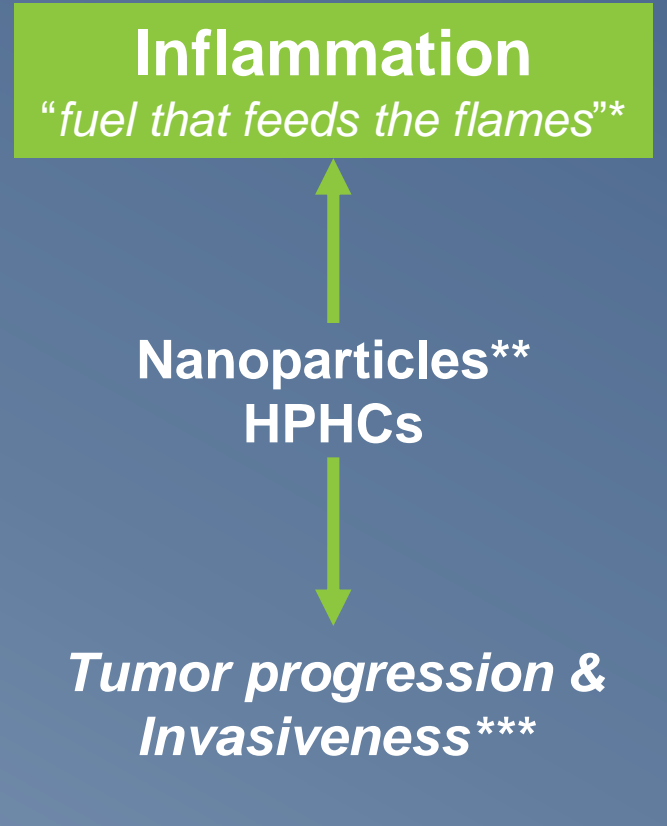 Inflammation
“fuel that feeds the flames”*
Nanoparticles**
HPHCs
Tumor progression &
Invasiveness***